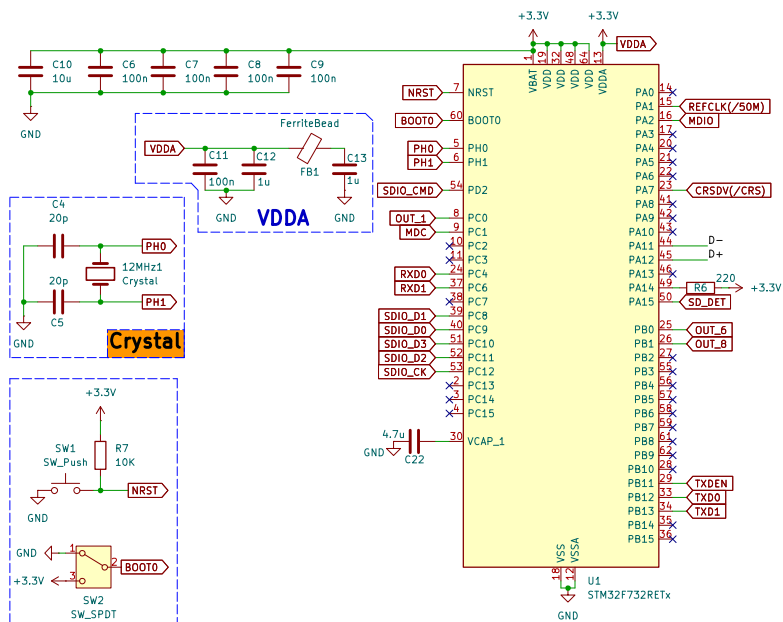 +3.3V
+3.3V
VDDA
C10
10u
C6
100n
C7
100n
C8
100n
C9
100n
GND
FerriteBead
VDDA
C11
100n
C12
1u
FB1
C13
1u
GND
GND
VDDA
C4
20p
PH0
12MHz1
Crystal
20p
PH1
C5
GND
Crystal
+3.3V
SW1
SW_Push
R7
10K
NRST
GND
GND
1
2
3
BOOT0
+3.3V
SW2
SW_SPDT
1
19
32
48
64
13
VBAT
VDD
VDD
VDD
VDD
VDDA
NRST 7 NRST
BOOT0 60 BOOT0
PH0 5 PH0
PH1 6 PH1
SDIO_CMD 54 PD2
OUT_1 8 PC0
MDC 9 PC1
10 PC2
11 PC3
RXD0 24 PC4
RXD1 37 PC6
38 PC7
SDIO_D1 39 PC8
SDIO_D0 40 PC9
SDIO_D3 51 PC10
SDIO_D2 52 PC11
SDIO_CK 53 PC12
2 PC13
3 PC14
4 PC15
4.7u
GND
C22
30 VCAP_1
PA0 14
PA1 15 REFCLK(/50M)
PA2 16 MDIO
PA3 17
PA4 20
PA5 21
PA6 22
PA7 23 CRSDV(/CRS)
PA8 41
PA9 42
PA10 43
PA11 44 D-
PA12 45 D+
PA13 46
PA14 49 R6 220 +3.3V
PA15 50 SD_DET
PB0 25 OUT_6
PB1 26 OUT_8
PB2 27
PB3 55
PB4 56
PB5 57
PB6 58
PB7 59
PB8 61
PB9 62
PB10 28
PB11 29 TXDEN
PB12 33 TXD0
PB13 34 TXD1
PB14 35
PB15 36
VSS
VSSA
18
12
GND
U1
STM32F732RETx